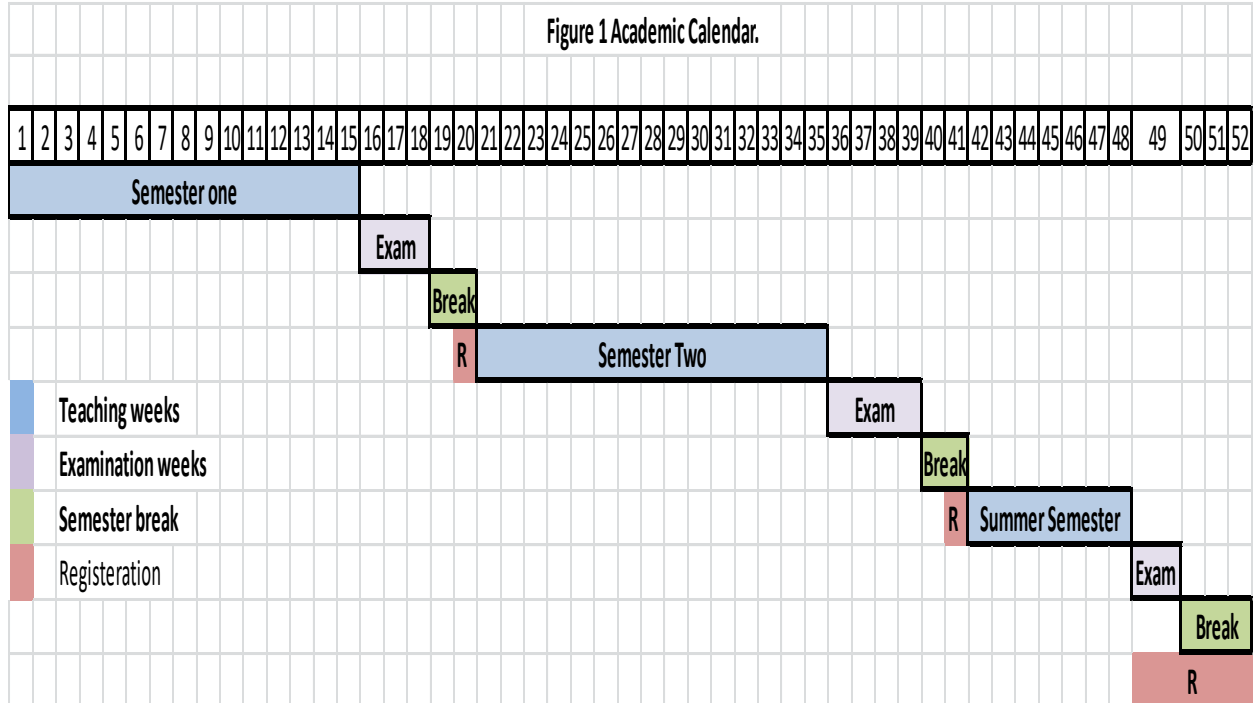 Figure 1 Academic Calendar.
1 2 3 4 5 6 7 8 9 10 11 12 13 14 15 16 17 18 19 20 21 22 23 24 25 26 27 28 29 30 31 32 33 34 35 36 37 38 39 40 41 42 43 44 45 46 47 48 49 50 51 52
Semester one
Exam
Break
R Semester Two
Teaching weeks Exam
Examination weeks Break
Semester break R Summer Semester
Registeration Exam
Break
R